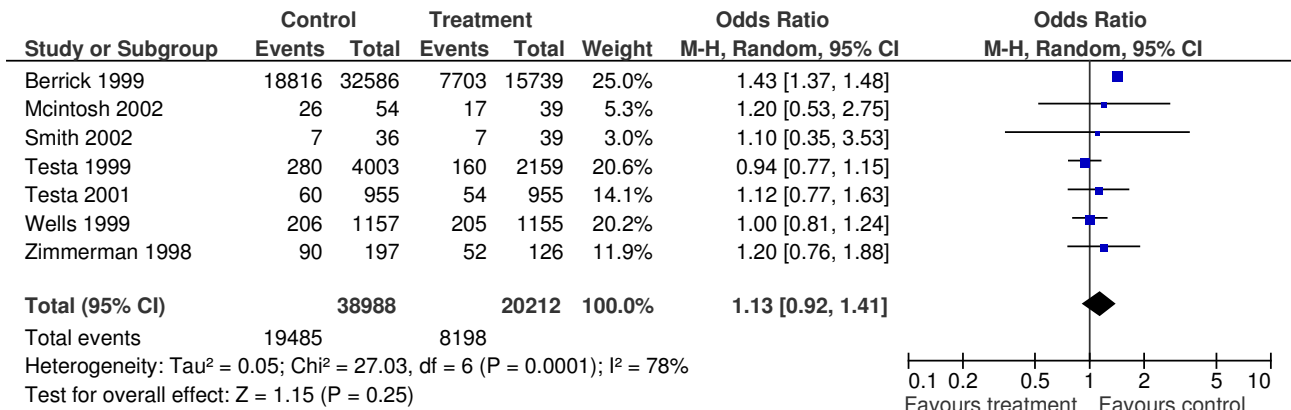 Control Treatment Odds Ratio Odds Ratio
Study or Subgroup Events Total Events Total Weight M-H, Random, 95% CI M-H, Random, 95% CI
Berrick 1999 18816 32586 7703 15739 25.0% 1.43 [1.37, 1.48]
Mcintosh 2002 26 54 17 39 5.3% 1.20 [0.53, 2.75]
Smith 2002 7 36 7 39 3.0% 1.10 [0.35, 3.53]
Testa 1999 280 4003 160 2159 20.6% 0.94 [0.77, 1.15]
Testa 2001 60 955 54 955 14.1% 1.12 [0.77, 1.63]
Wells 1999 206 1157 205 1155 20.2% 1.00 [0.81, 1.24]
Zimmerman 1998 90 197 52 126 11.9% 1.20 [0.76, 1.88]
Total (95% CI) 38988 20212 100.0% 1.13 [0.92, 1.41]
Total events 19485 8198
Heterogeneity: Tau² = 0.05; Chi² = 27.03, df = 6 (P = 0.0001); I² = 78%
Test for overall effect: Z = 1.15 (P = 0.25)
0.1 0.2 0.5 1 2 5 10
Favours treatment Favours control